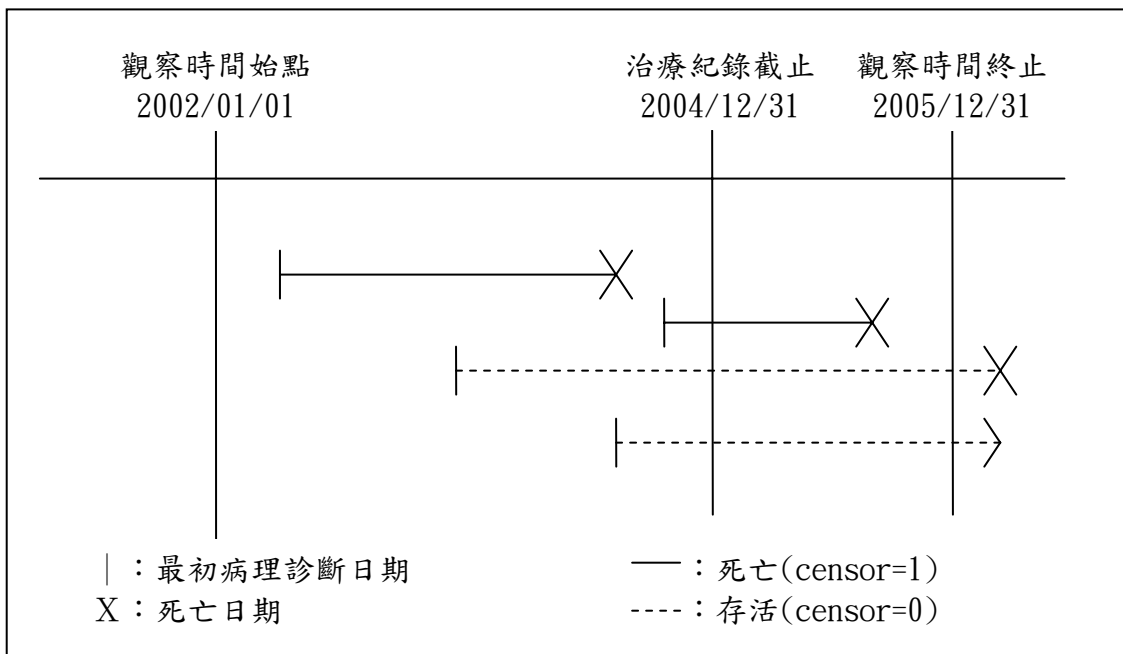 觀察時間始點
2002/01/01
治療紀錄截止
2004/12/31
觀察時間終止
2005/12/31
｜：最初病理診斷日期
X：死亡日期
──：死亡(censor=1)
----：存活(censor=0)